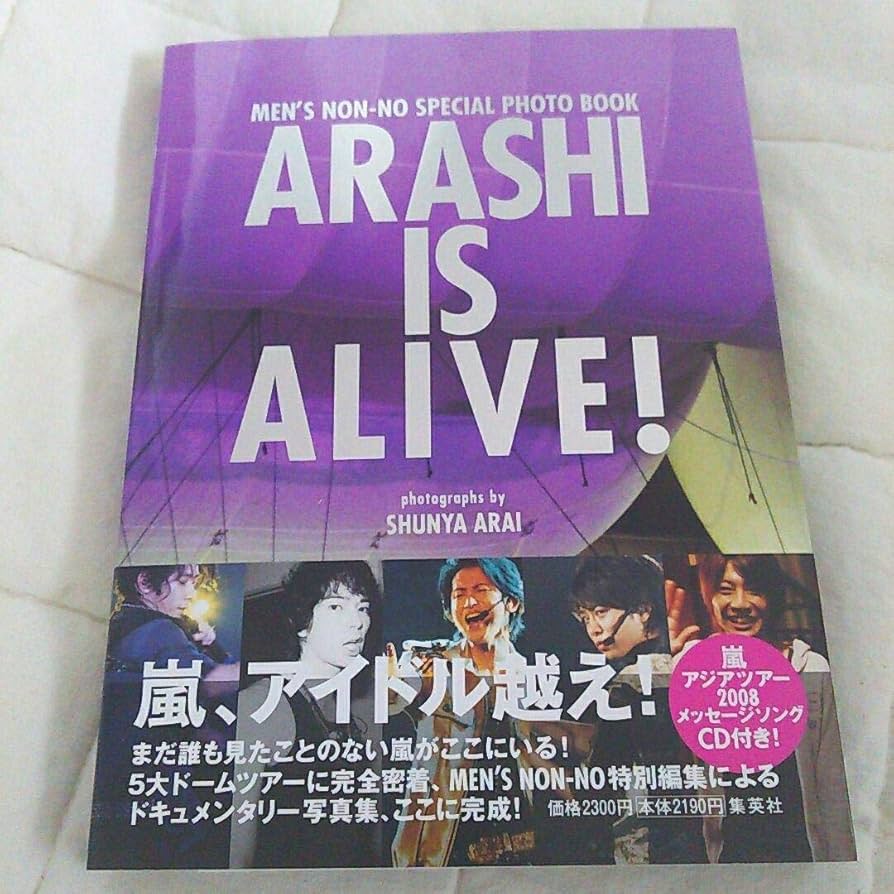 MEN'S NON-NO SPECIAL PHOTO BOOK
ARASHI
IS
ALIVE!
photographs by
SHUNYA ARAI
嵐、アイドル越え!
まだ誰も見たことのない嵐がここにいる!
5大ドームツアーに完全密着、MEN'S NON-NO特別編集による
ドキュメンタリー写真集、ここに完成!
価格2300円 本体2190円 集英社
嵐
アジアツアー
2008
メッセージソング
CD付き!